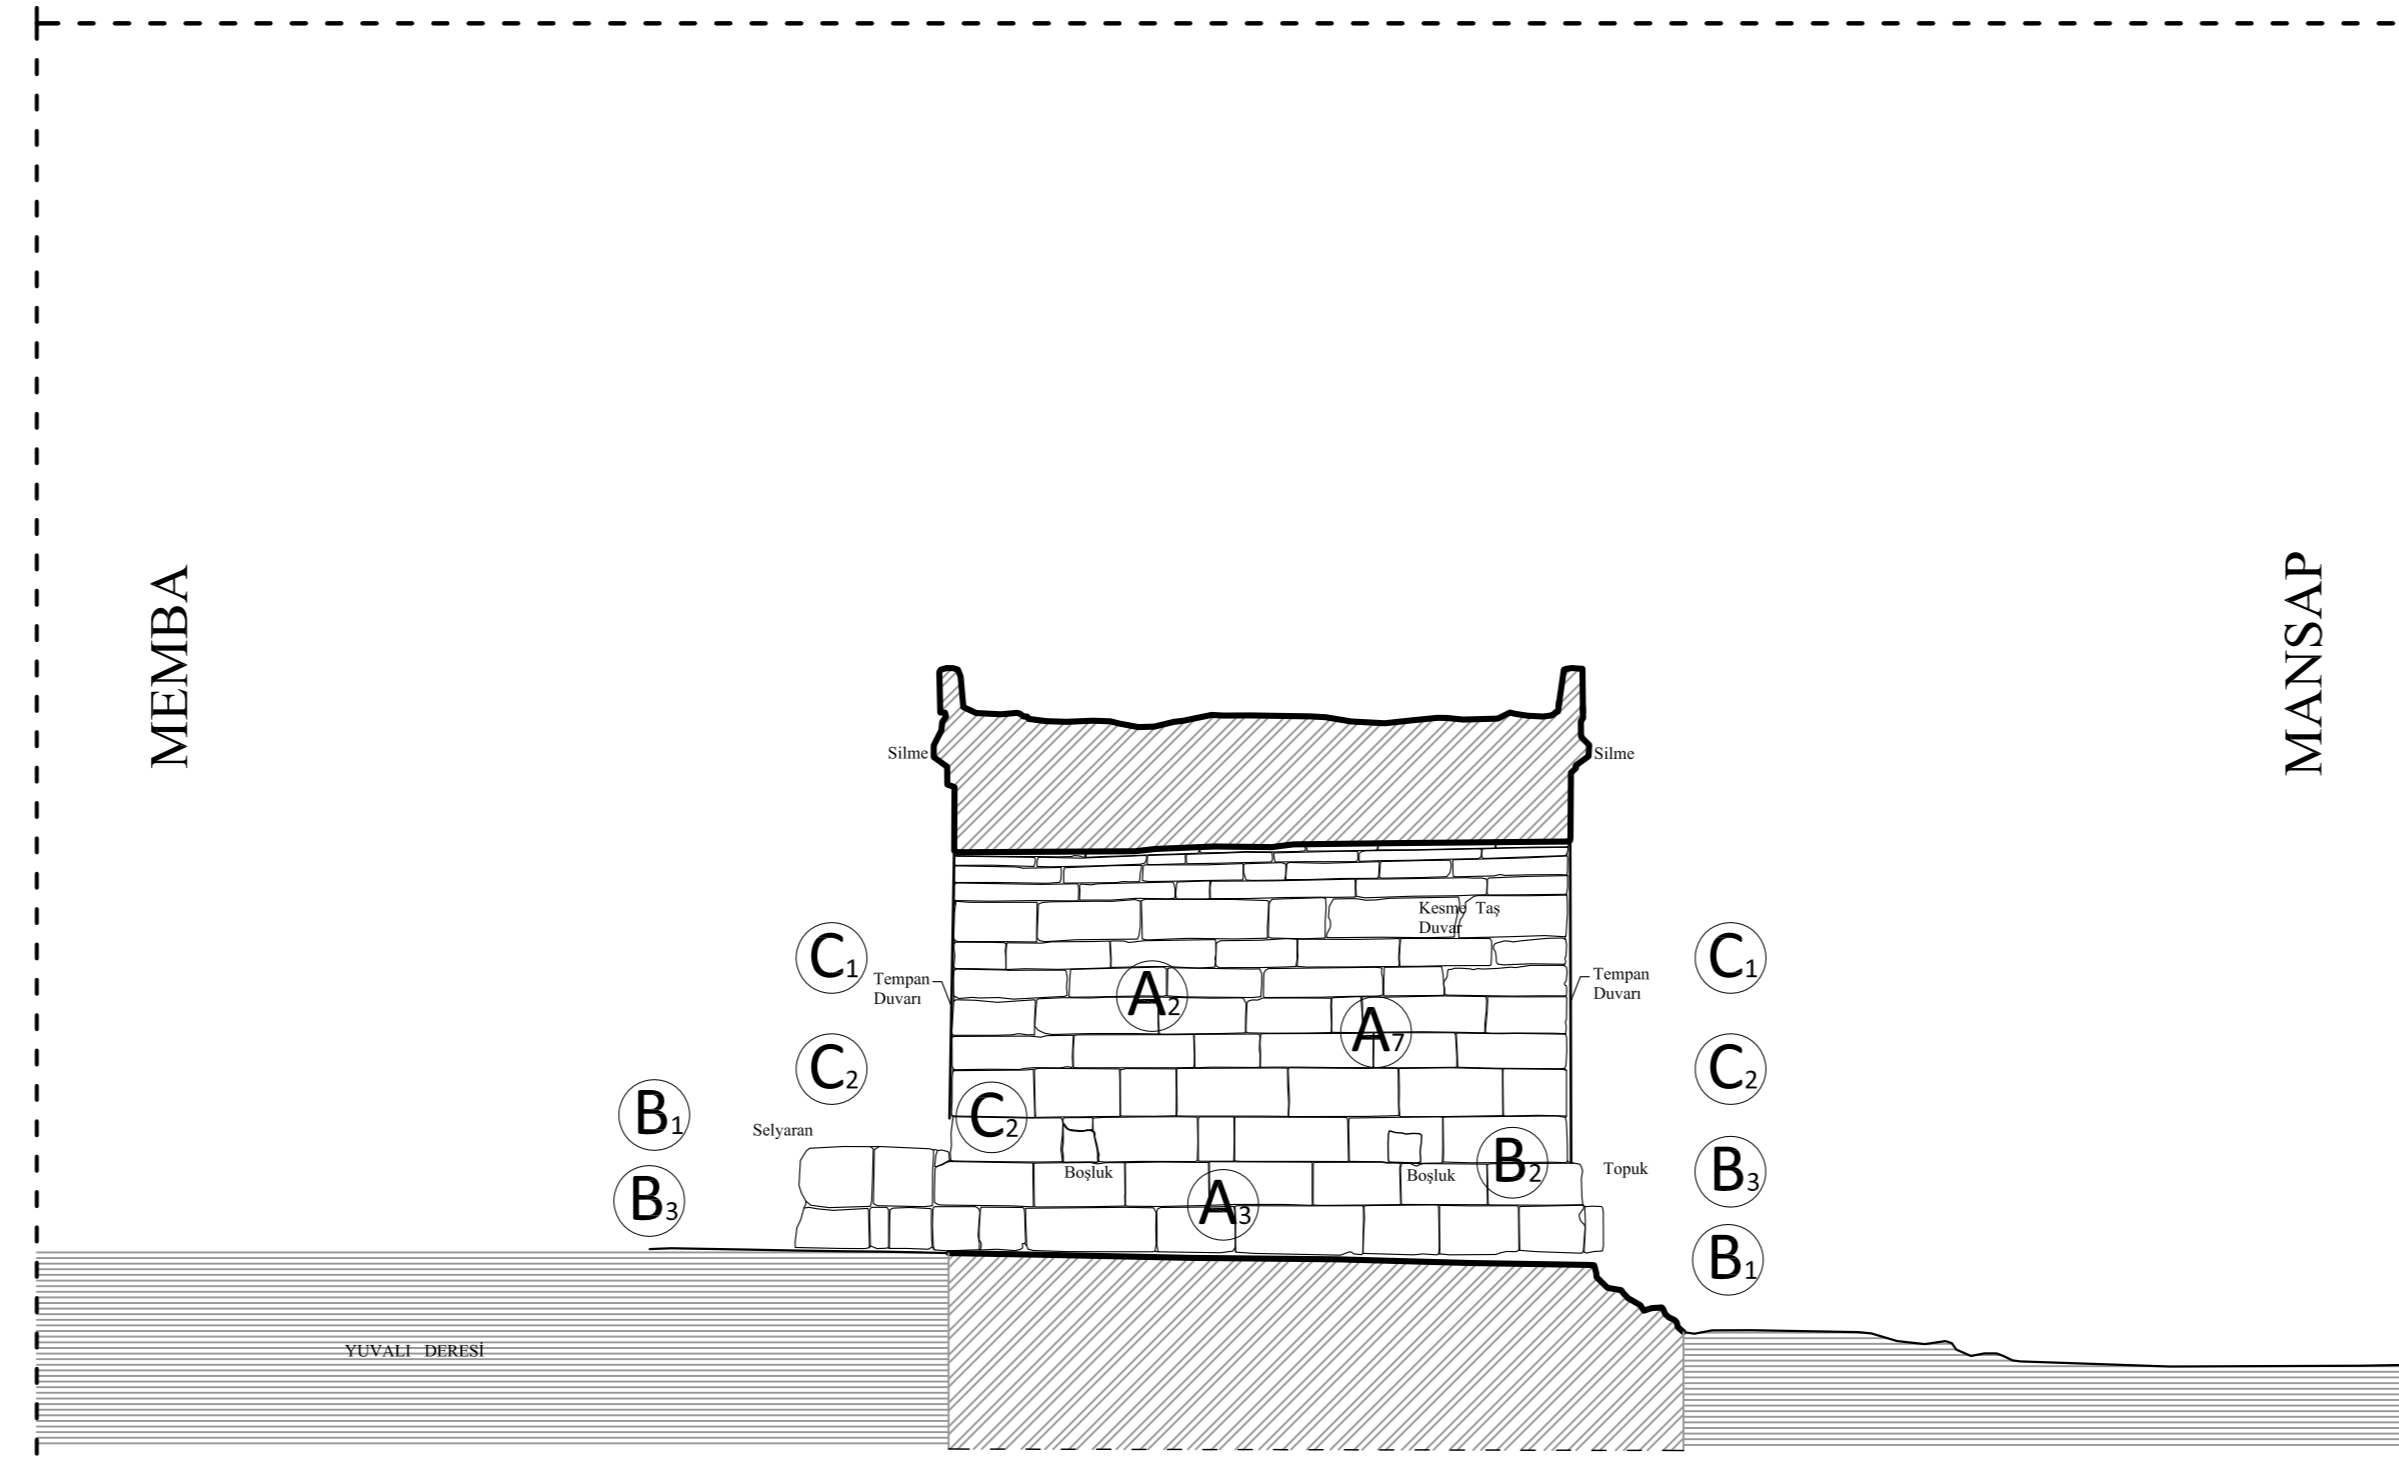 MEMBA
MANSAP
Silme
Silme
Kesme Taş
Duvar
C1
C1
Tempan
Duvarı
Tempan
Duvarı
A2
A7
C2
C2
B1
C2
Selyaran
B2
Boşluk
Boşluk
Topuk
B3
B3
A3
B1
YUVALI DERESİ